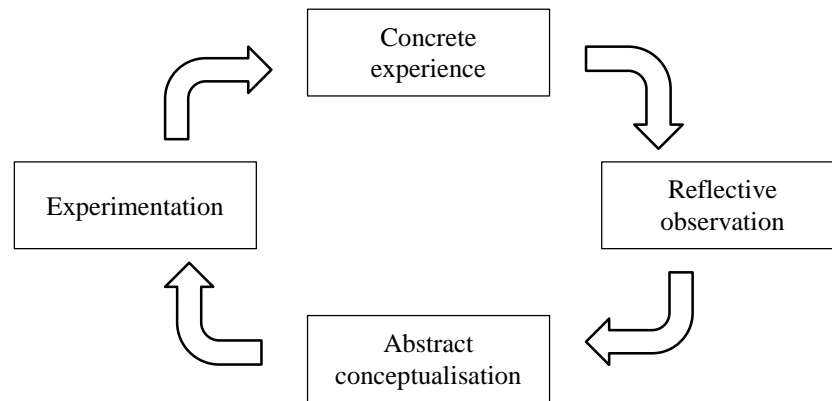 Concrete
experience
Reflective
observation
Abstract
conceptualisation
Experimentation